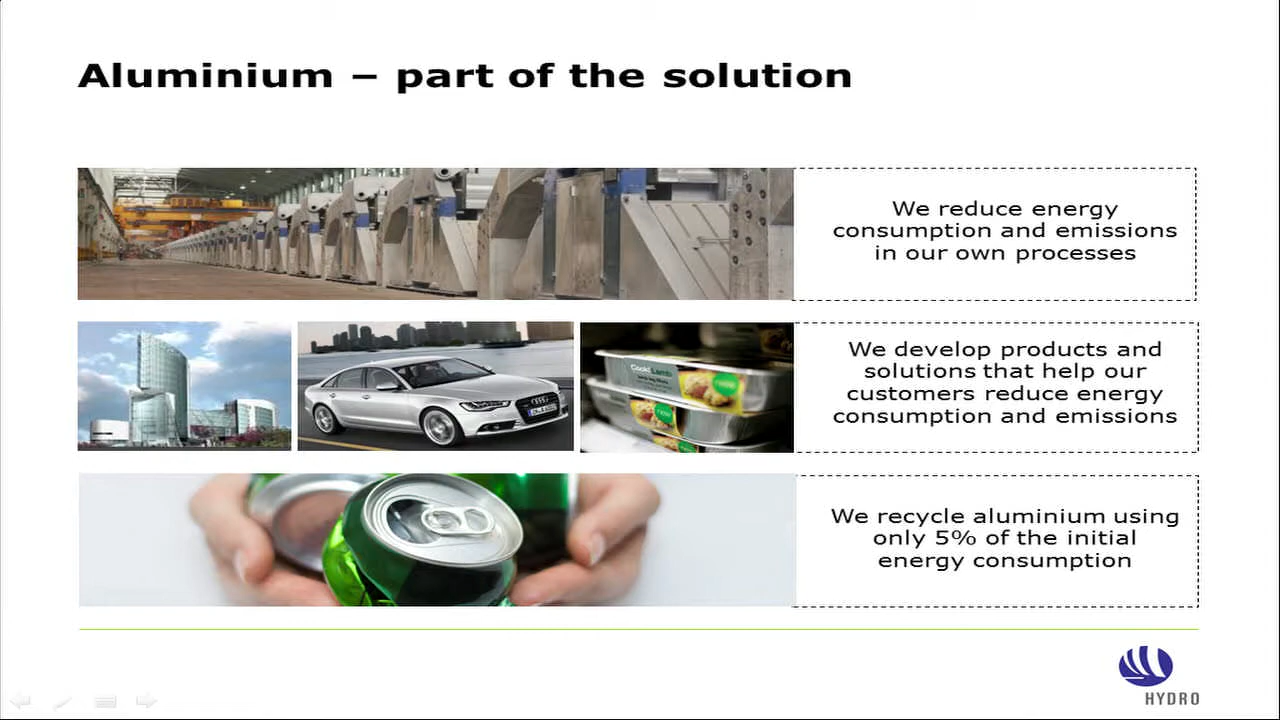 Aluminium – part of the solution
We reduce energy
consumption and emissions
in our own processes
We develop products and
solutions that help our
customers reduce energy
consumption and emissions
Cook! Lamb
We recycle aluminium using
only 5% of the initial
energy consumption
HYDRO